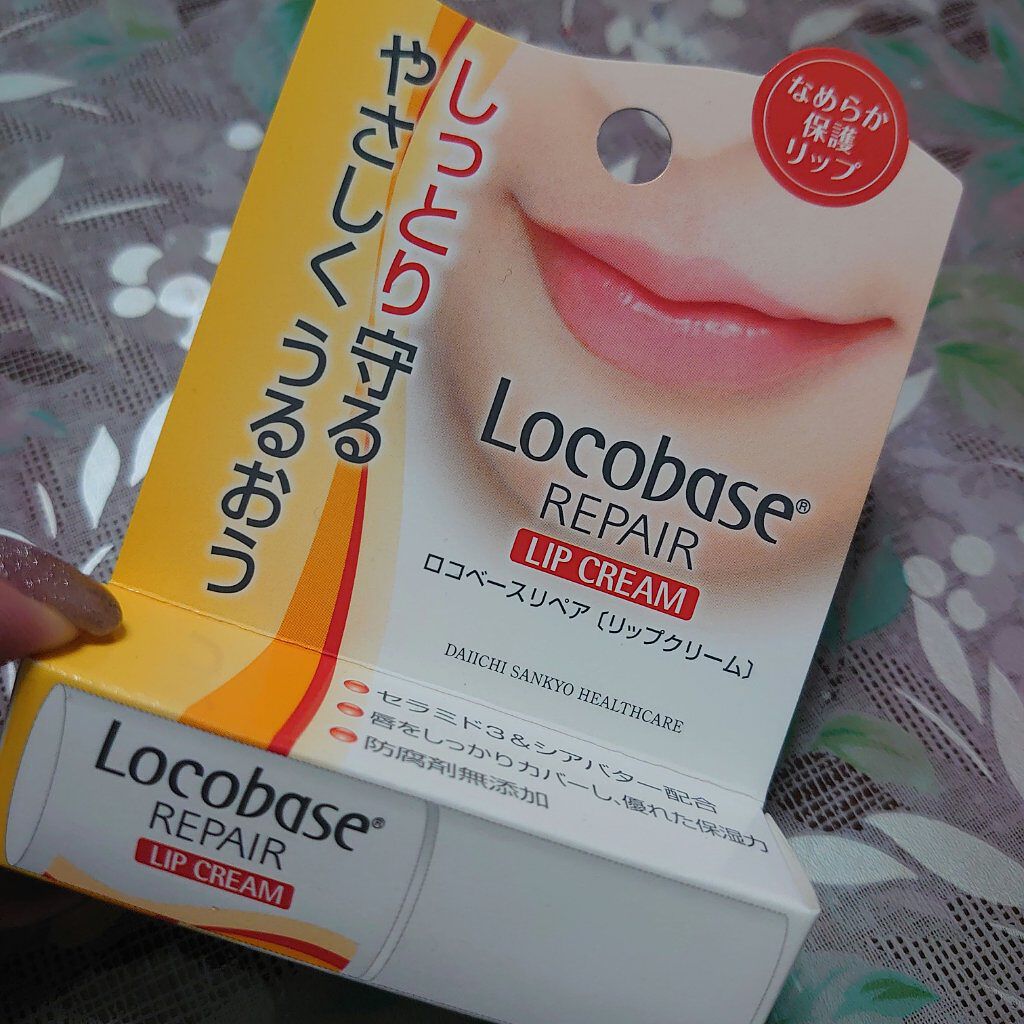 しっとり守る
やさしく うるおう
なめらか
保護
リップ
Locobase®
REPAIR
LIP CREAM
ロコベースリペア〔リップクリーム〕
DAIICHI SANKYO HEALTHCARE
セラミド3&シアバター配合
唇をしっかりカバーし、優れた保湿力
防腐剤無添加
Locobase®
REPAIR
LIP CREAM